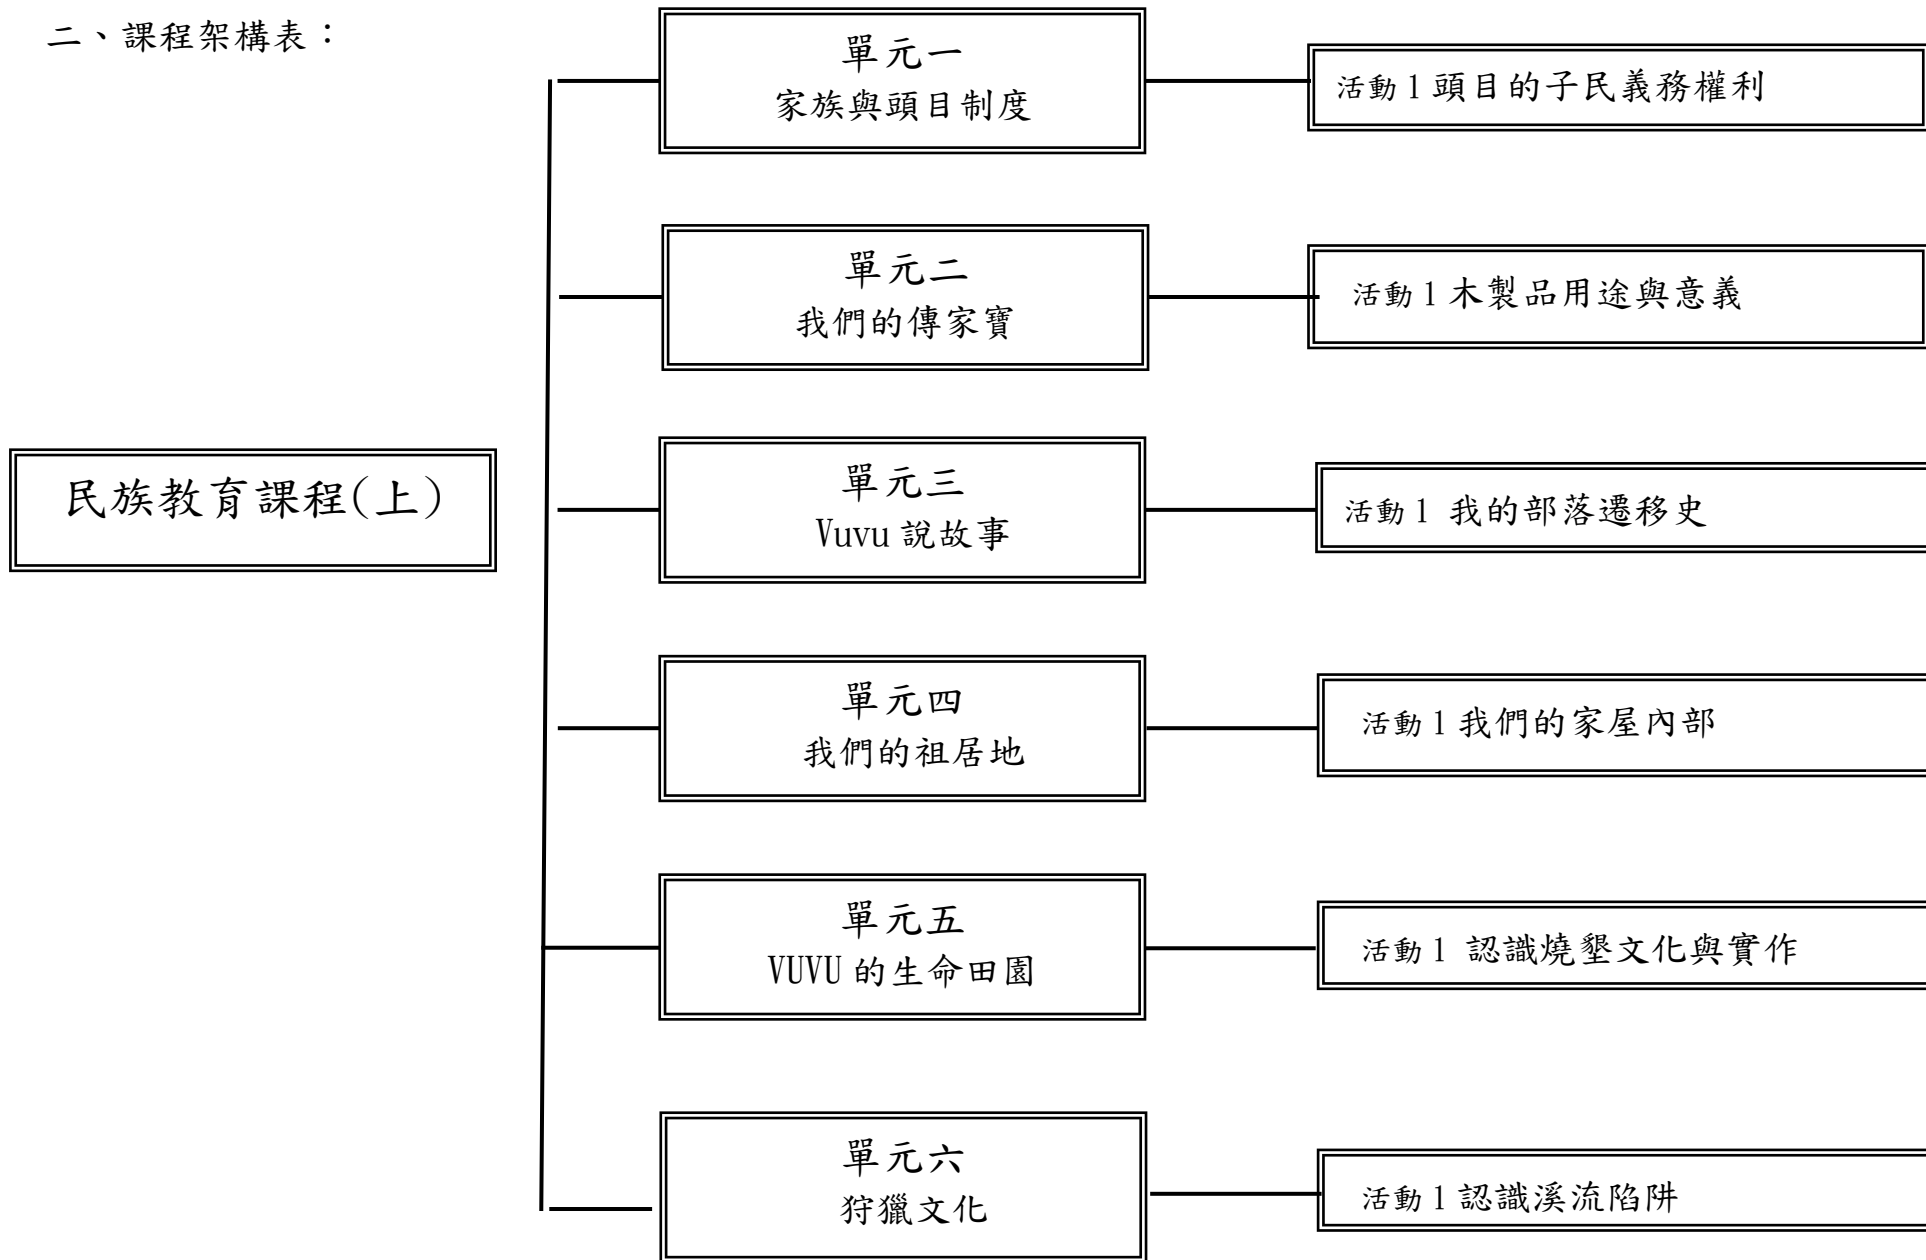 二、課程架構表：
民族教育課程(上)
單元一
家族與頭目制度
活動1頭目的子民義務權利
單元二
我們的傳家寶
活動1木製品用途與意義
單元三
Vuvu說故事
活動1 我的部落遷移史
單元四
我們的祖居地
活動1我們的家屋內部
單元五
VUVU的生命田園
活動1 認識燒墾文化與實作
單元六
狩獵文化
活動1認識溪流陷阱